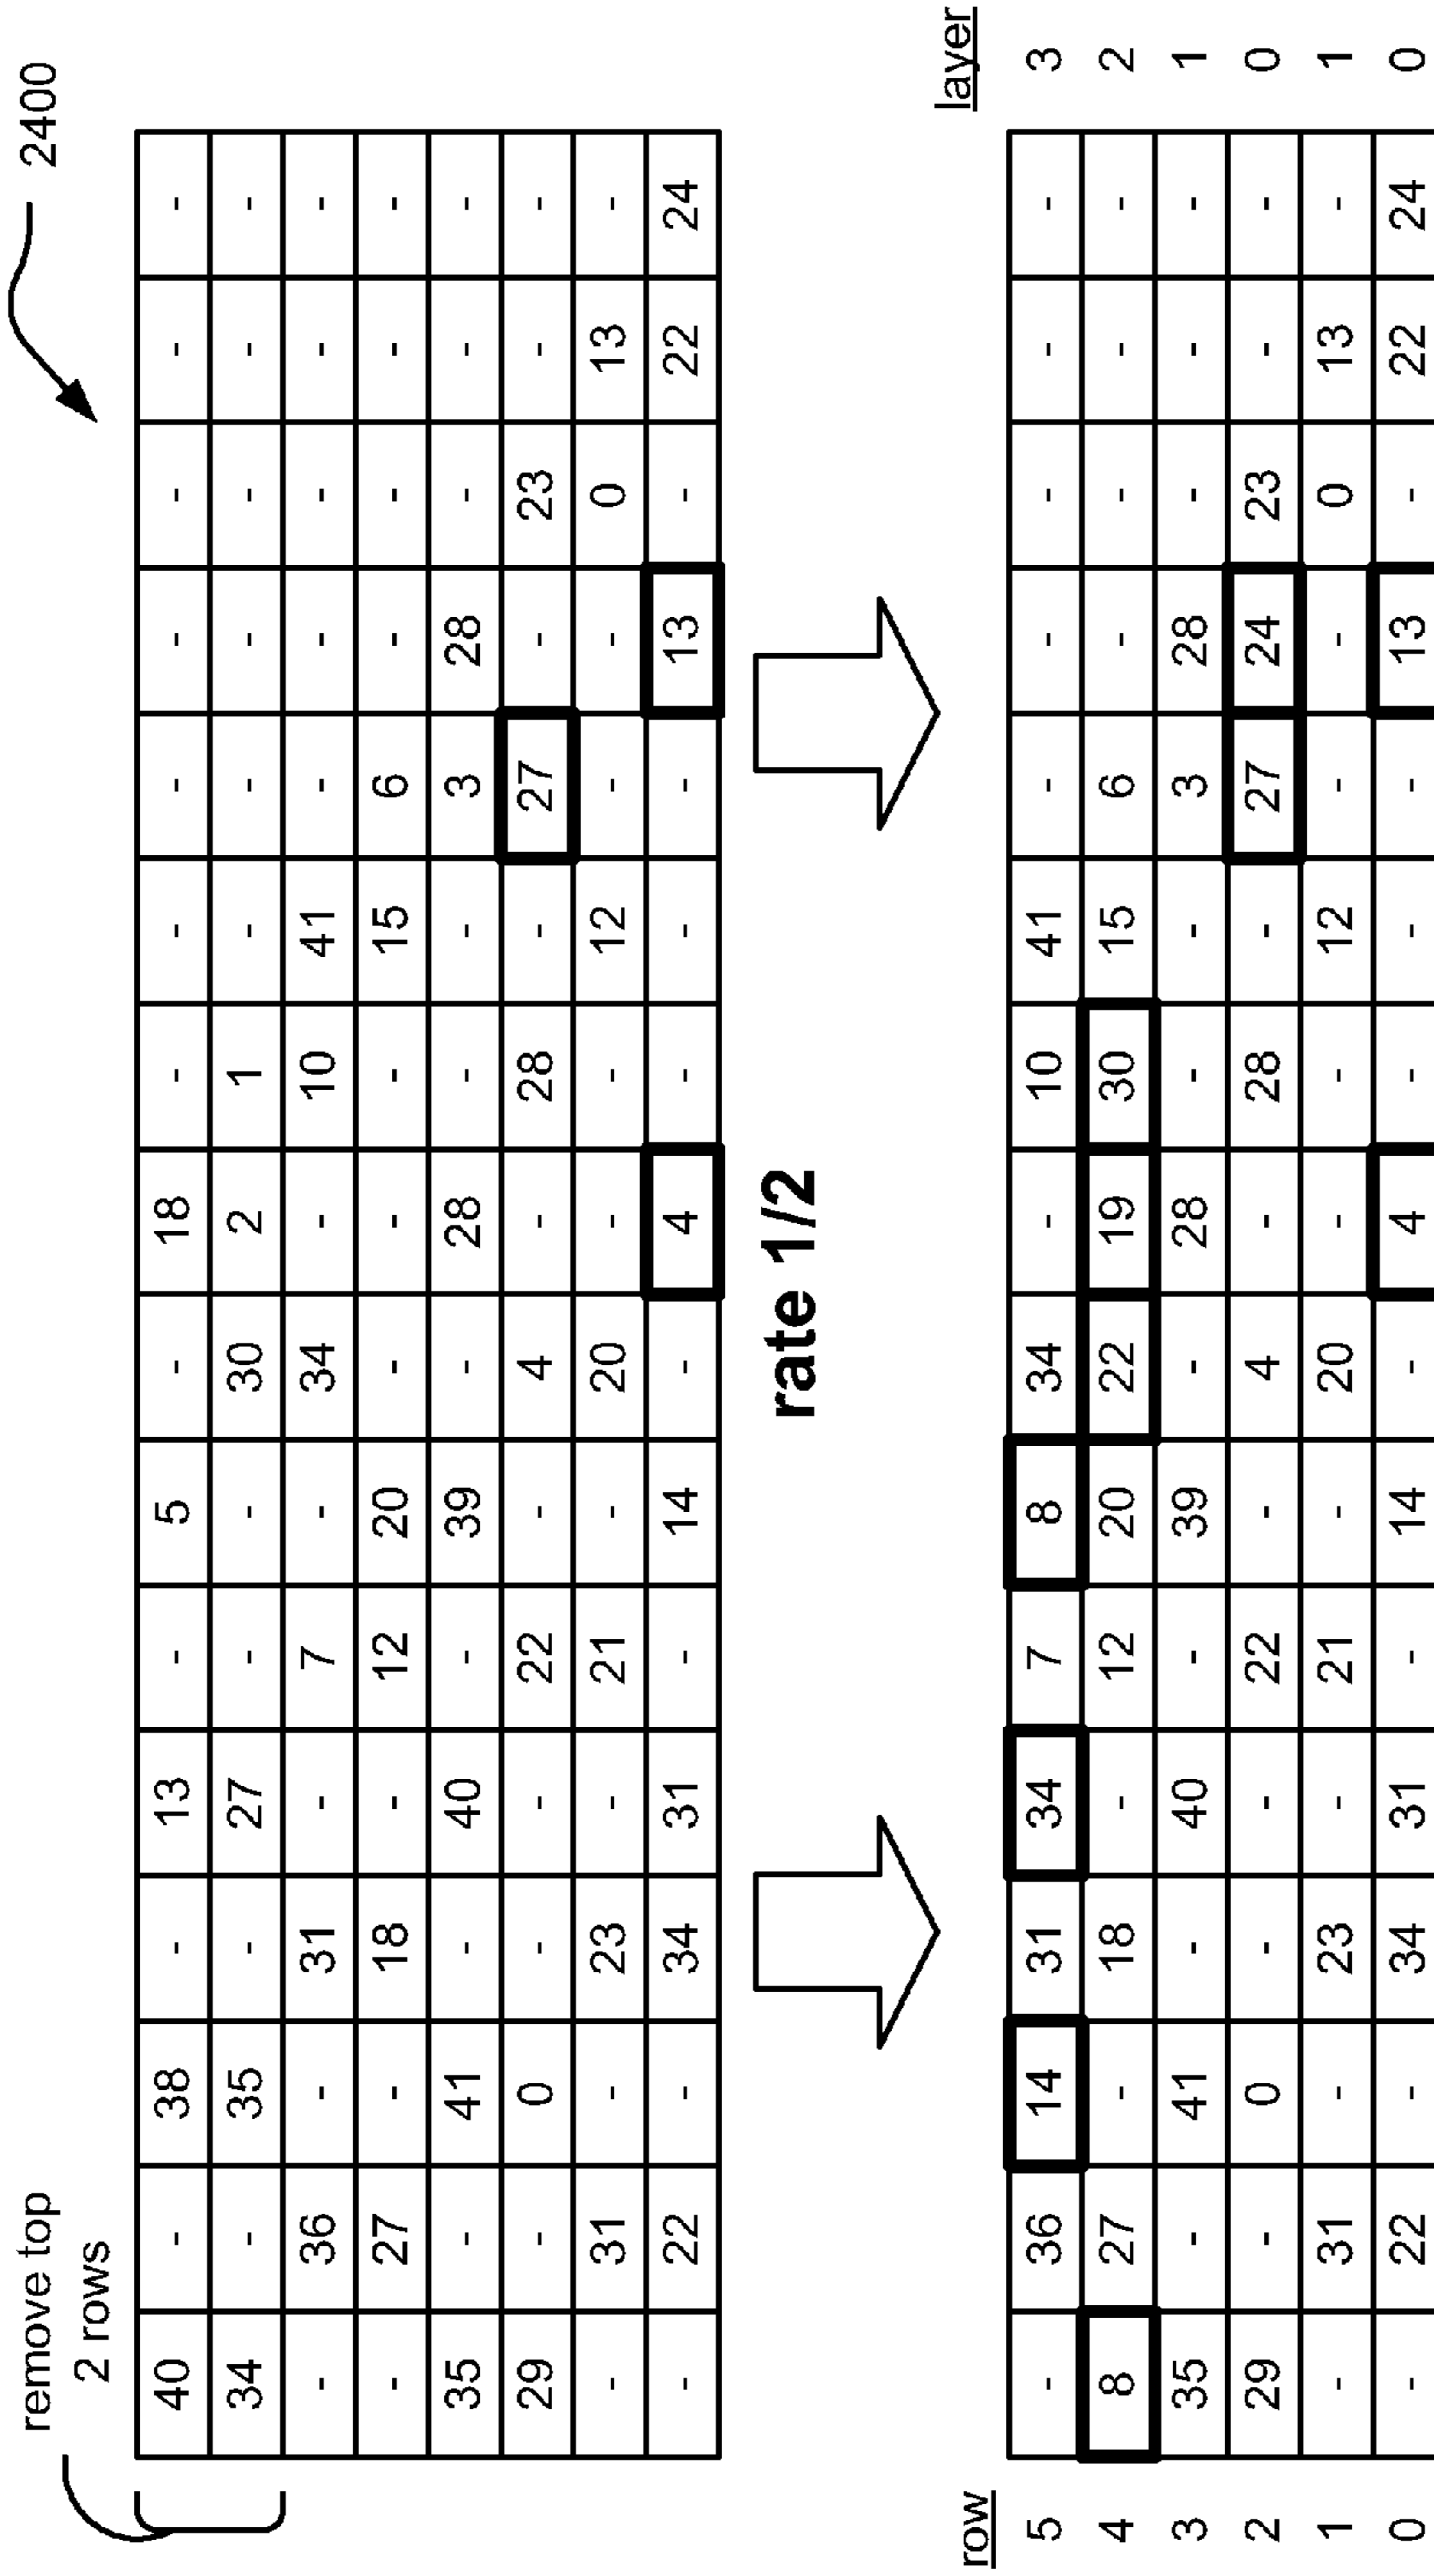 2400
remove top
2 rows
40 - 38 - 13 - 5 - 18 - - - - - - -
34 - 35 - 27 - - 30 2 1 - - - - - -
- 36 - 31 - 7 - 34 - 10 41 - - - - -
- 27 - 18 - 12 20 - - - 15 6 - - - -
35 - 41 - 40 - 39 - 28 - - 3 28 - - -
29 - 0 - - 22 - 4 - 28 - 27 - 23 - -
- 31 - 23 - 21 - 20 - - 12 - - 0 13 -
- 22 - 34 31 - 14 - 4 - - - 13 - 22 24
rate 1/2
row layer
5 - 36 14 31 34 7 8 34 - 10 41 - - - - - 3
4 8 27 - 18 - 12 20 22 19 30 15 6 - - - - 2
3 35 - 41 - 40 - 39 - 28 - - 3 28 - - - 1
2 29 - 0 - - 22 - 4 - 28 - 27 24 23 - - 0
1 - 31 - 23 - 21 - 20 - - 12 - - 0 13 - 1
0 - 22 - 34 31 - 14 - 4 - - - 13 - 22 24 0